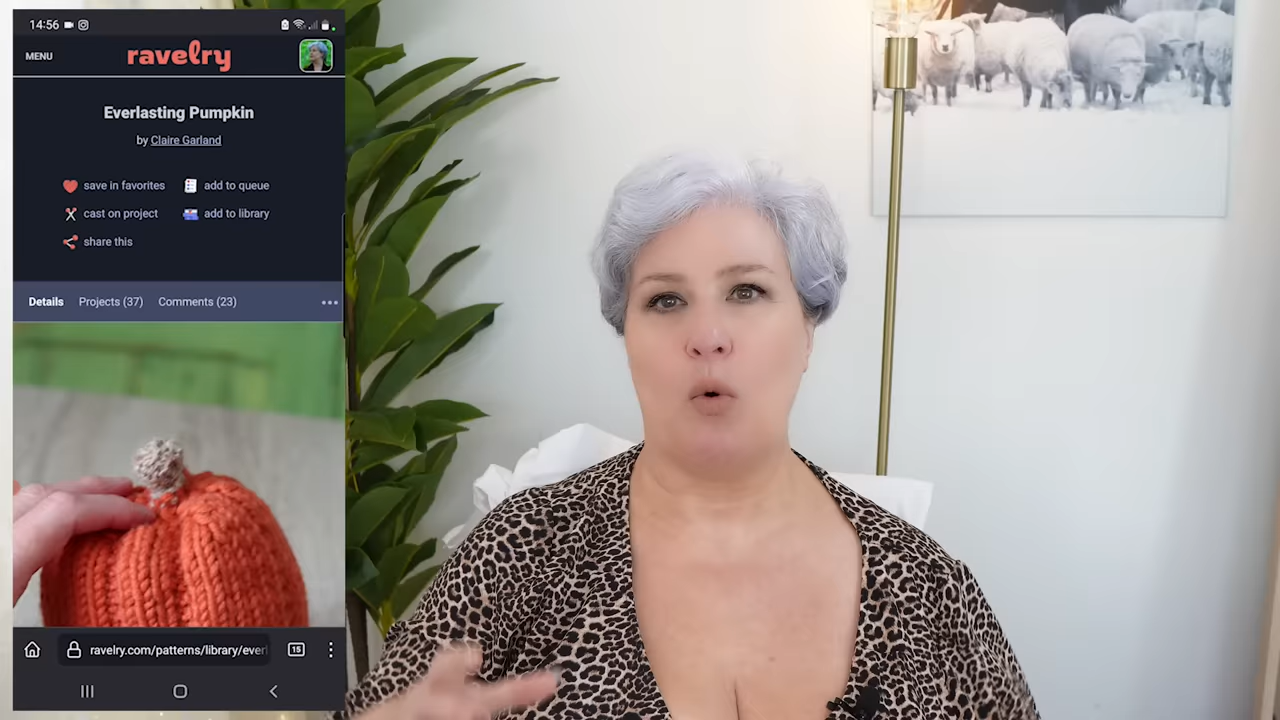 14:56
MENU
ravelry
Everlasting Pumpkin
by Claire Garland
save in favorites
add to queue
cast on project
add to library
share this
Details
Projects (37)
Comments (23)
ravelry.com/patterns/library/ever
15